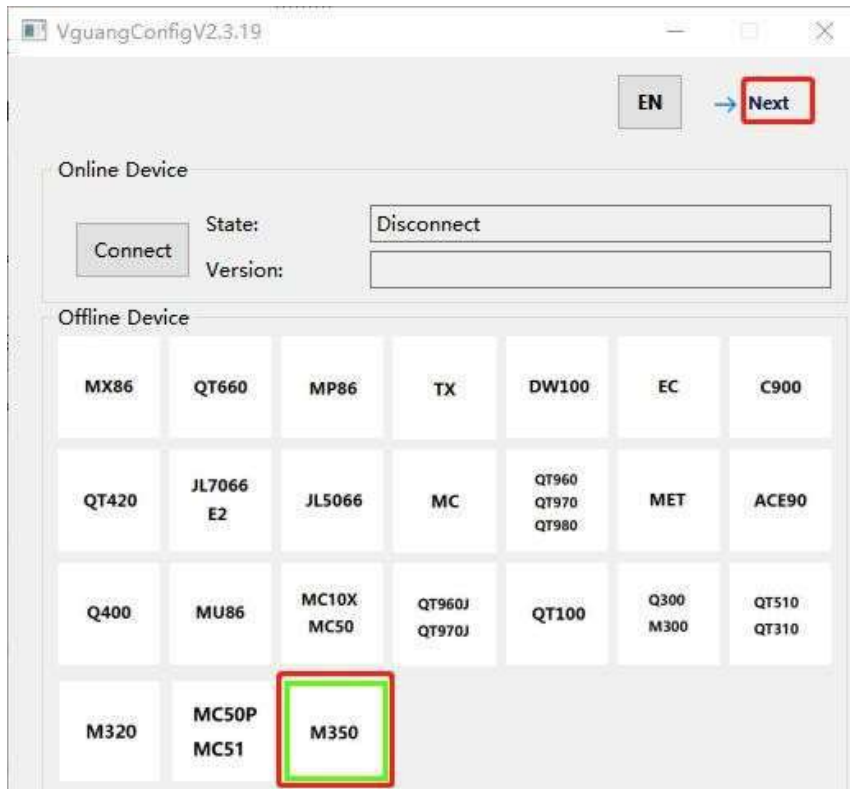 VguangConfigV2.3.19
EN
→ Next
Online Device
Connect
State:
Disconnect
Version:
Offline Device
MX86
QT660
MP86
TX
DW100
EC
C900
QT420
JL7066
E2
JL5066
MC
QT960
QT970
QT980
MET
ACE90
Q400
MU86
MC10X
MC50
QT960J
QT970J
QT100
Q300
M300
QT510
QT310
M320
MC50P
MC51
M350